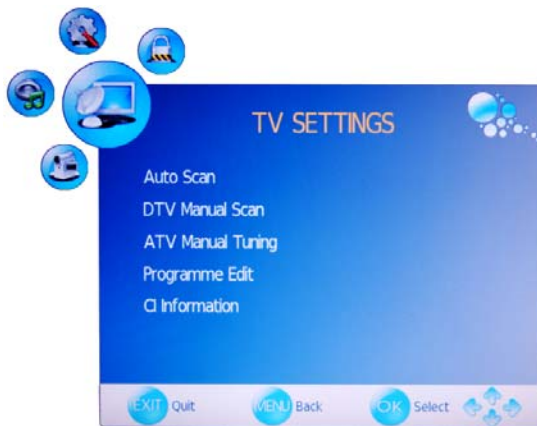 TV SETTINGS
Auto Scan
DTV Manual Scan
ATV Manual Tuning
Programme Edit
CI Information
EXIT Quit MENU Back OK Select